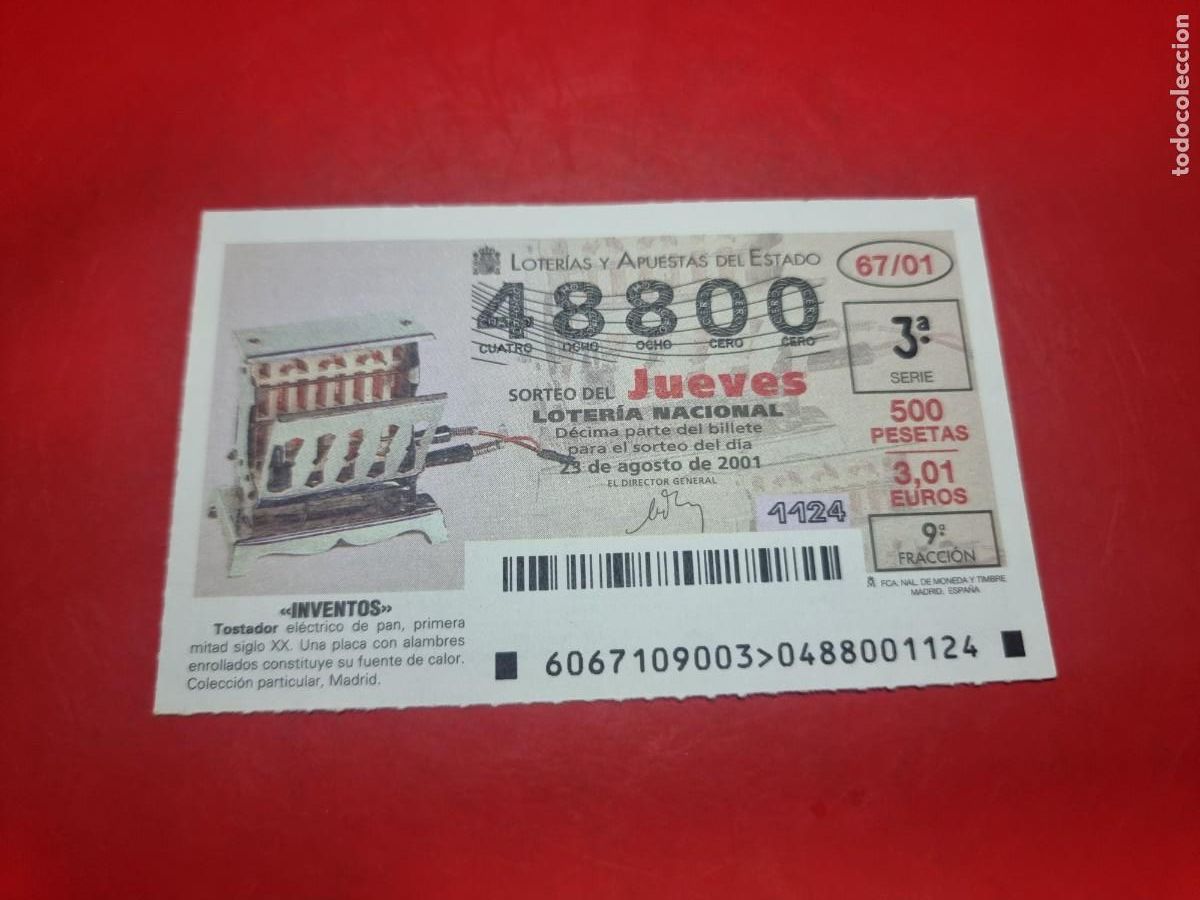 todocoleccion
LOTERÍAS Y APUESTAS DEL ESTADO
67/01
48800
CUATRO OCHO OCHO CERO CERO
3ª
SERIE
SORTEO DEL Jueves
LOTERÍA NACIONAL
Décima parte del billete
para el sorteo del día
23 de agosto de 2001
EL DIRECTOR GENERAL
500
PESETAS
3,01
EUROS
1124
9ª
FRACCIÓN
FCA. NAL. DE MONEDA Y TIMBRE
MADRID. ESPAÑA
«INVENTOS»
Tostador eléctrico de pan, primera
mitad siglo XX. Una placa con alambres
enrollados constituye su fuente de calor.
Colección particular, Madrid.
6067109003>0488001124